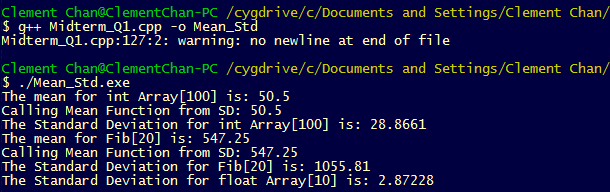 Clement Chan@ClementChan-PC /cygdrive/c/Documents and Settings/Clement Chan/
$ g++ Midterm_Q1.cpp -o Mean_Std
Midterm_Q1.cpp:127:2: warning: no newline at end of file
Clement Chan@ClementChan-PC /cygdrive/c/Documents and Settings/Clement Chan/
$ ./Mean_Std.exe
The mean for int Array[100] is: 50.5
Calling Mean Function from SD: 50.5
The Standard Deviation for int Array[100] is: 28.8661
The mean for Fib[20] is: 547.25
Calling Mean Function from SD: 547.25
The Standard Deviation for Fib[20] is: 1055.81
The Standard Deviation for float Array[10] is: 2.87228